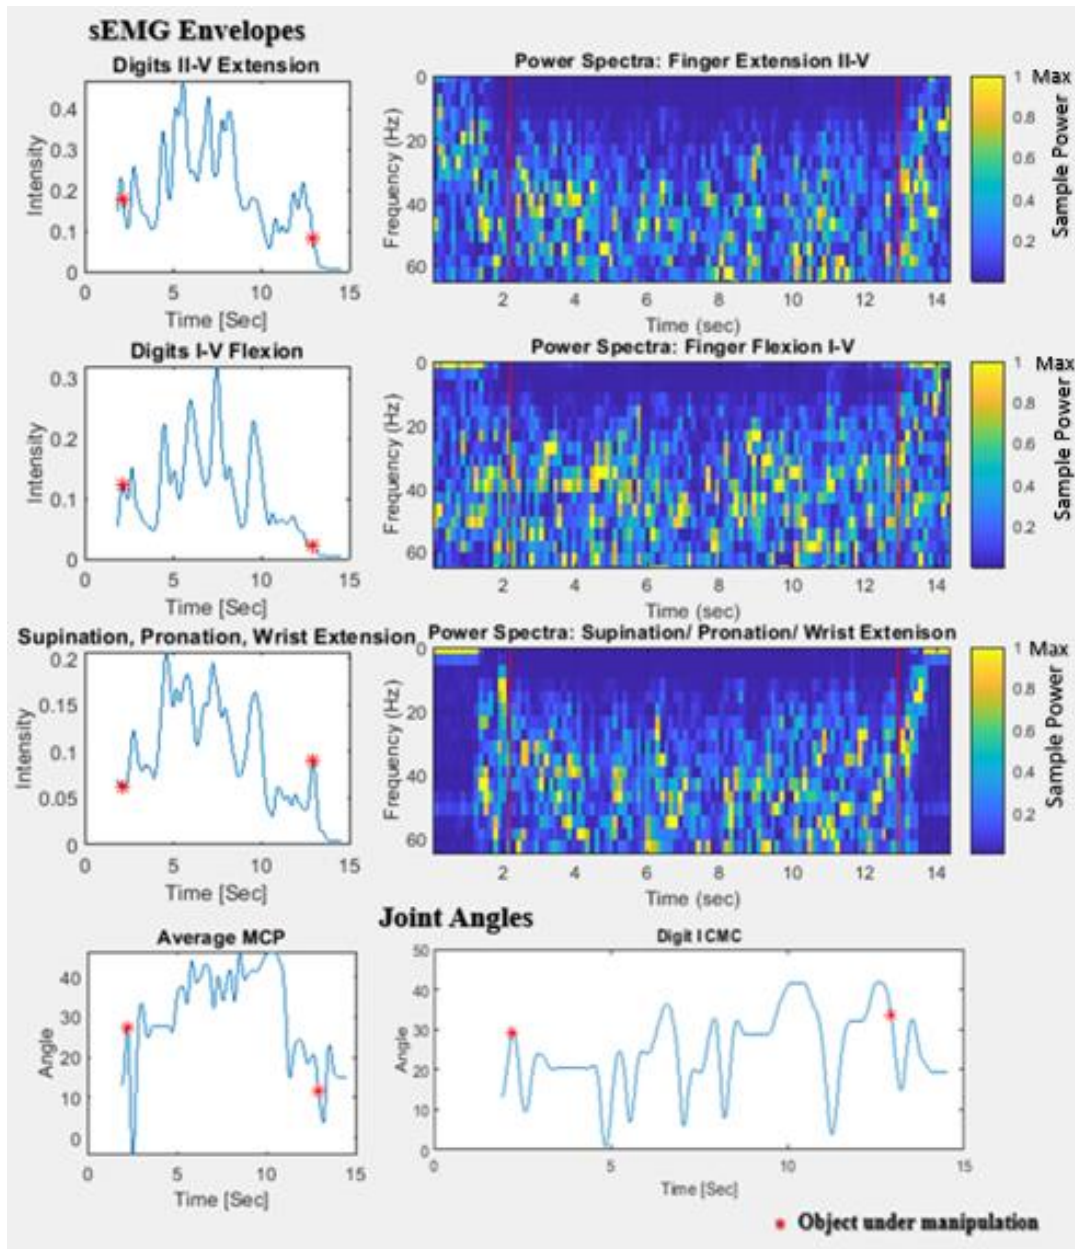 sEMG Envelopes
Digits II-V Extension
Intensity
0.4
0.3
0.2
0.1
0
0 5 10 15
Time [Sec]
Power Spectra: Finger Extension II-V
Frequency (Hz)
0
20
40
60
2 4 6 8 10 12 14
Time (sec)
1 Max
0.8
0.6
0.4
0.2
Sample Power
Digits I-V Flexion
Intensity
0.3
0.2
0.1
0
0 5 10 15
Time [Sec]
Power Spectra: Finger Flexion I-V
Frequency (Hz)
0
20
40
60
2 4 6 8 10 12 14
Time (sec)
1 Max
0.8
0.6
0.4
0.2
Sample Power
Supination, Pronation, Wrist Extension
Intensity
0.2
0.15
0.1
0.05
0
0 5 10 15
Time [Sec]
Power Spectra: Supination/ Pronation/ Wrist Extenison
Frequency (Hz)
0
20
40
60
2 4 6 8 10 12 14
Time (sec)
1 Max
0.8
0.6
0.4
0.2
Sample Power
Joint Angles
Average MCP
Angle
40
30
20
10
0
0 5 10 15
Time [Sec]
Digit I CMC
Angle
50
40
30
20
10
0
0 5 10 15
Time [Sec]
* Object under manipulation